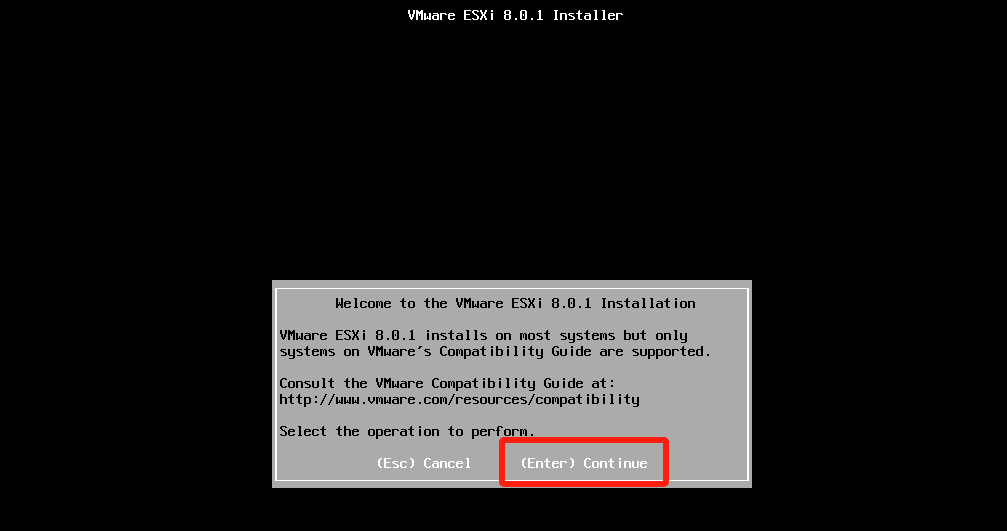 VMware ESXi 8.0.1 Installer
Welcome to the VMware ESXi 8.0.1 Installation
VMware ESXi 8.0.1 installs on most systems but only
systems on VMware's Compatibility Guide are supported.
Consult the VMware Compatibility Guide at:
http://www.vmware.com/resources/compatibility
Select the operation to perform.
(Esc) Cancel (Enter) Continue